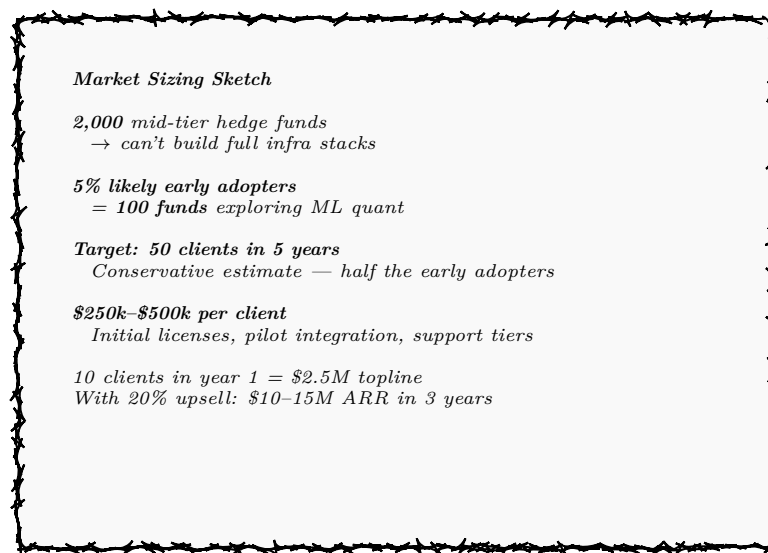 Market Sizing Sketch
2,000 mid-tier hedge funds
→ can't build full infra stacks
5% likely early adopters
= 100 funds exploring ML quant
Target: 50 clients in 5 years
Conservative estimate — half the early adopters
$250k–$500k per client
Initial licenses, pilot integration, support tiers
10 clients in year 1 = $2.5M topline
With 20% upsell: $10–15M ARR in 3 years